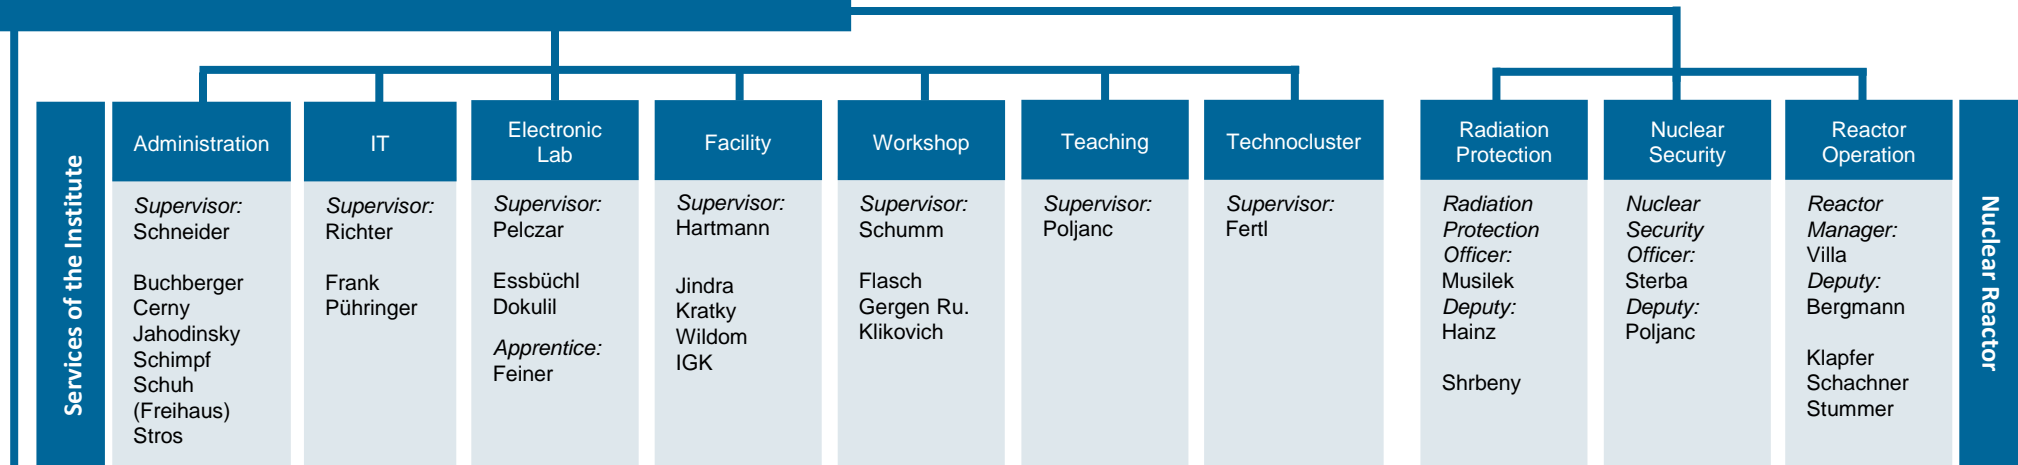 Services of the Institute
Administration
Supervisor:
Schneider
Buchberger
Cerny
Jahodinsky
Schimpf
Schuh
(Freihaus)
Stros
IT
Supervisor:
Richter
Frank
Pühringer
Electronic
Lab
Supervisor:
Pelczar
Essbüchl
Dokulil
Apprentice:
Feiner
Facility
Supervisor:
Hartmann
Jindra
Kratky
Wildom
IGK
Workshop
Supervisor:
Schumm
Flasch
Gergen Ru.
Klikovich
Teaching
Supervisor:
Poljanc
Technocluster
Supervisor:
Fertl
Radiation
Protection
Radiation
Protection
Officer:
Musilek
Deputy:
Hainz
Shrbeny
Nuclear
Security
Nuclear
Security
Officer:
Sterba
Deputy:
Poljanc
Reactor
Operation
Reactor
Manager:
Villa
Deputy:
Bergmann
Klapfer
Schachner
Stummer
Nuclear Reactor